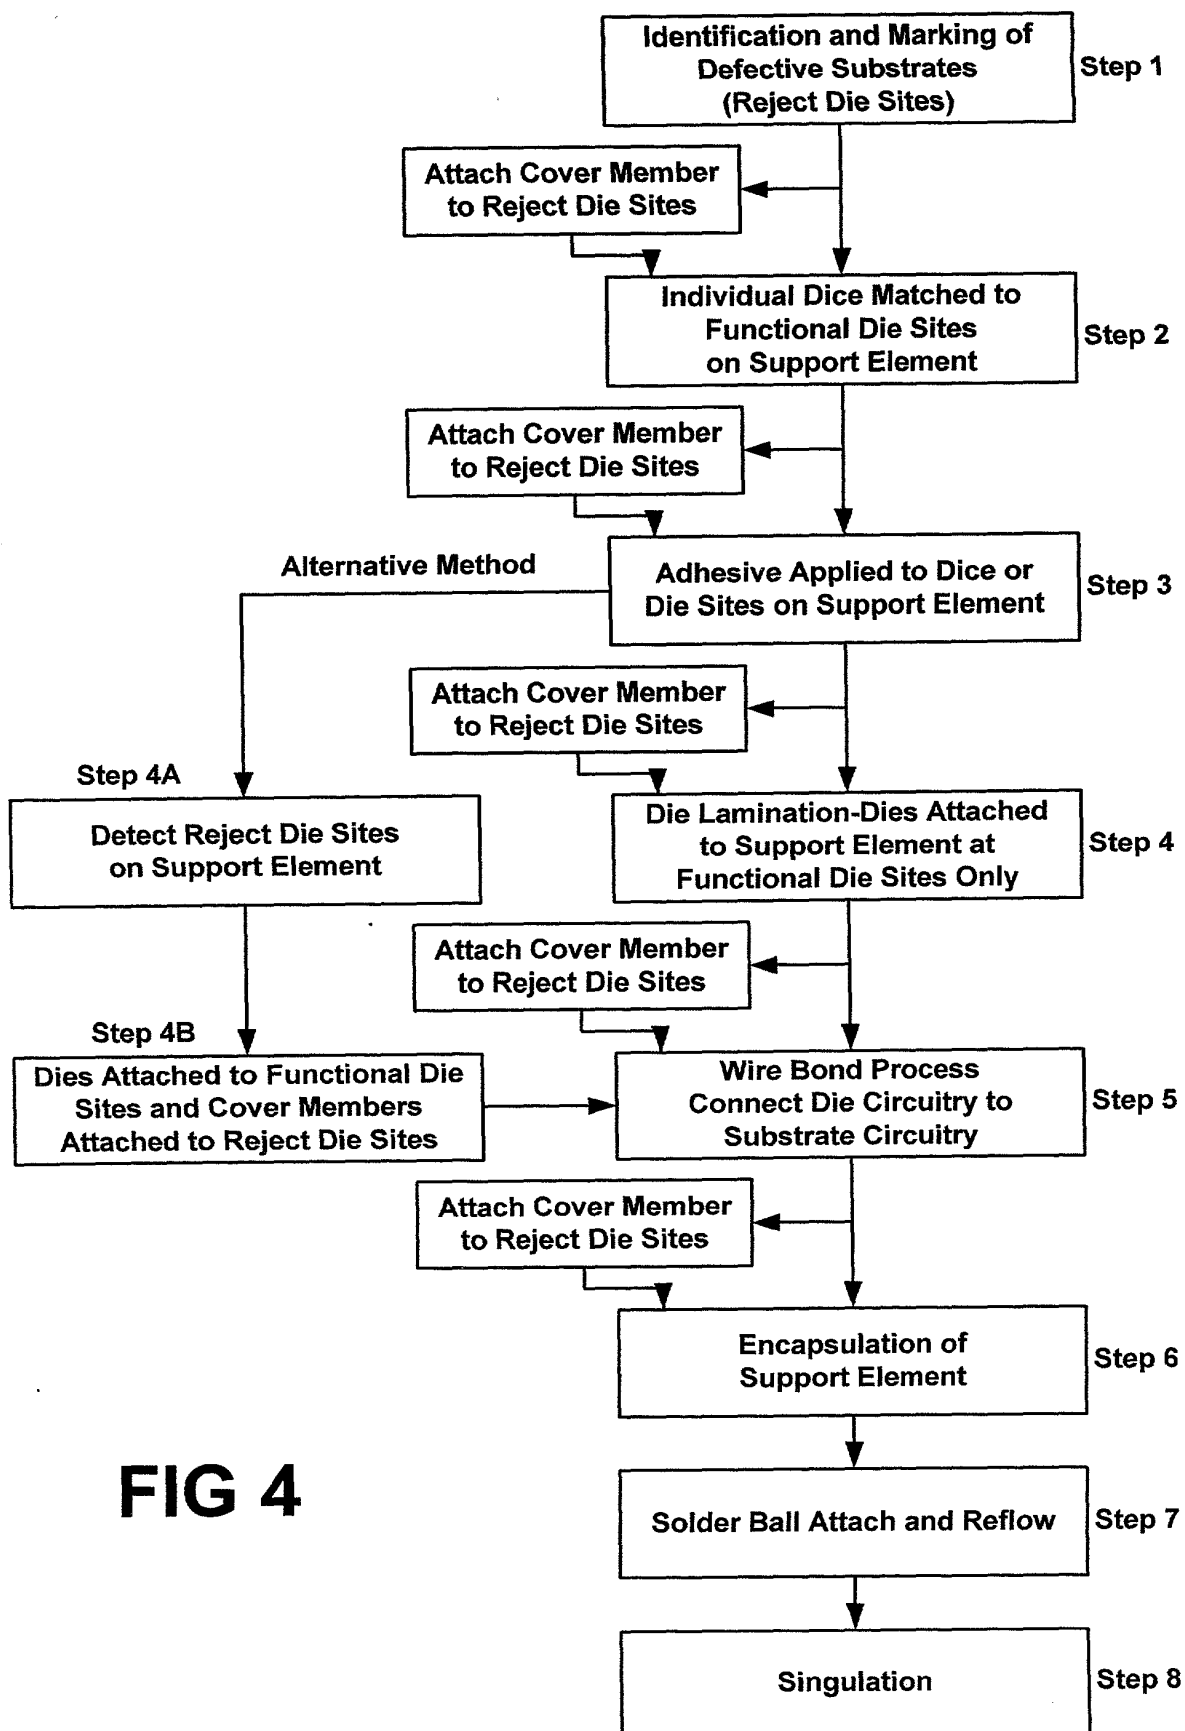 Identification and Marking of
Defective Substrates
(Reject Die Sites)
Step 1
Attach Cover Member
to Reject Die Sites
Individual Dice Matched to
Functional Die Sites
on Support Element
Step 2
Attach Cover Member
to Reject Die Sites
Alternative Method
Adhesive Applied to Dice or
Die Sites on Support Element
Step 3
Attach Cover Member
to Reject Die Sites
Step 4A
Detect Reject Die Sites
on Support Element
Die Lamination-Dies Attached
to Support Element at
Functional Die Sites Only
Step 4
Attach Cover Member
to Reject Die Sites
Step 4B
Dies Attached to Functional Die
Sites and Cover Members
Attached to Reject Die Sites
Wire Bond Process
Connect Die Circuitry to
Substrate Circuitry
Step 5
Attach Cover Member
to Reject Die Sites
Encapsulation of
Support Element
Step 6
FIG 4
Solder Ball Attach and Reflow
Step 7
Singulation
Step 8